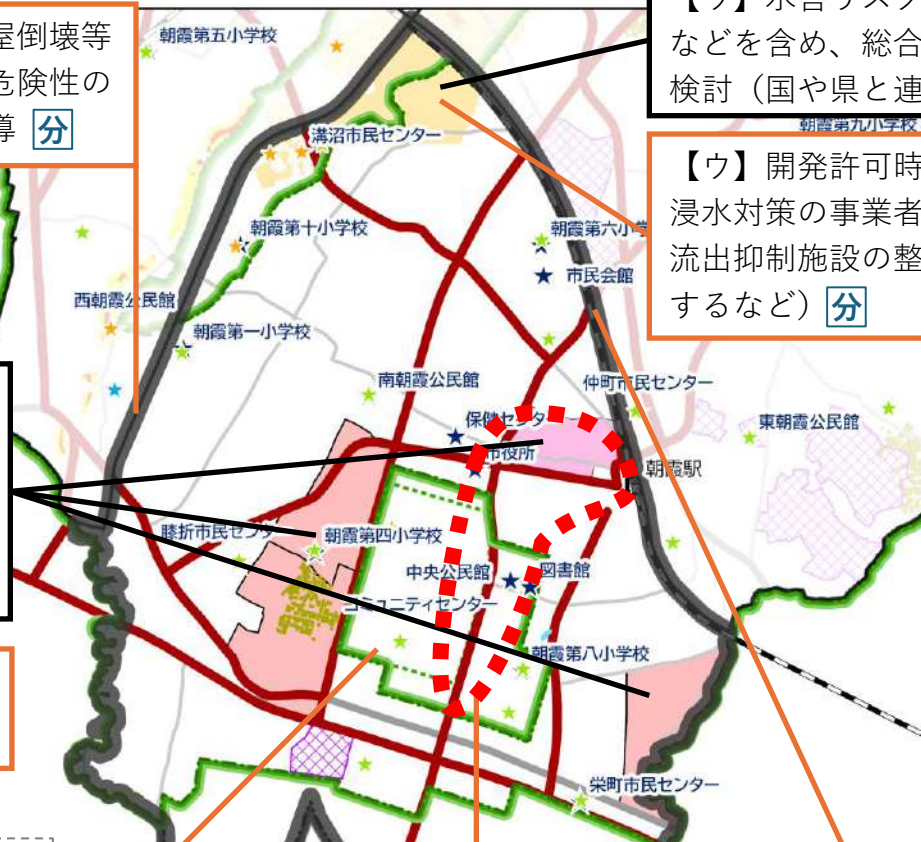 屋倒壊等
危険性の
導 分
朝霞第五小学校
などを含め、総合
検討（国や県と連
朝霞第九小学校
溝沼市民センター
【ウ】開発許可時
浸水対策の事業者
流出抑制施設の整
するなど）分
朝霞第十小学校
朝霞第六小学
市民会館
西朝霞公民館
朝霞第一小学校
南朝霞公民館
仲町市民センター
保健センター
東朝霞公民館
市役所
朝霞駅
膝折市民センター
朝霞第四小学校
中央公民館
図書館
コミュニティセンター
朝霞第八小学校
栄町市民センター